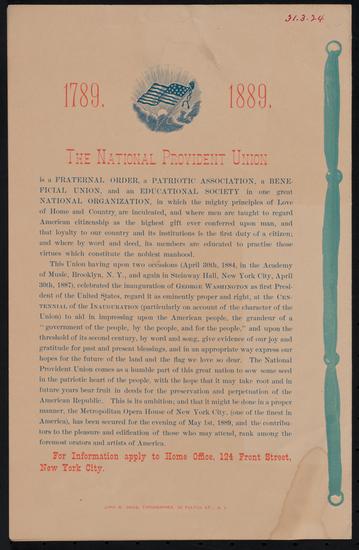 31.3.24
1789. 1889.
THE NATIONAL PROVIDENT UNION
is a FRATERNAL ORDER, a PATRIOTIC ASSOCIATION, a BENE-
FICIAL UNION, and an EDUCATIONAL SOCIETY in one great
NATIONAL ORGANIZATION, in which the mighty principles of Love
of Home and Country are inculcated, and where men are taught to regard
American citizenship as the highest gift ever conferred upon man, and
that loyalty to our country and its institutions is the first duty of a citizen;
and where by word and deed, its members are educated to practise those
virtues which constitute the noblest manhood.
This Union having upon two occasions (April 30th, 1884, in the Academy
of Music, Brooklyn, N. Y., and again in Steinway Hall, New York City, April
30th, 1887), celebrated the inauguration of GEORGE WASHINGTON as first Presi-
dent of the United States, regard it as eminently proper and right, at the CEN-
TENNIAL of the INAUGURATION (particularly on account of the character of the
Union) to aid in impressing upon the American people, the grandeur of a
"government of the people, by the people, and for the people," and upon the
threshold of its second century, by word and song, give evidence of our joy and
gratitude for past and present blessings, and in an appropriate way express our
hopes for the future of the land and the flag we love so dear. The National
Provident Union comes as a humble part of this great nation to sow some seed
in the patriotic heart of the people, with the hope that it may take root and in
future years bear fruit in deeds for the preservation and perpetuation of the
American Republic. This is its ambition; and that it might be done in a proper
manner, the Metropolitan Opera House of New York City, (one of the finest in
America), has been secured for the evening of May 1st, 1889, and the contribu-
tors to the pleasure and edification of those who may attend, rank among the
foremost orators and artists of America.
For Information apply to Home Office, 124 Front Street,
New York City.
TYPOGRAPHER, FULTON ST., N. Y.